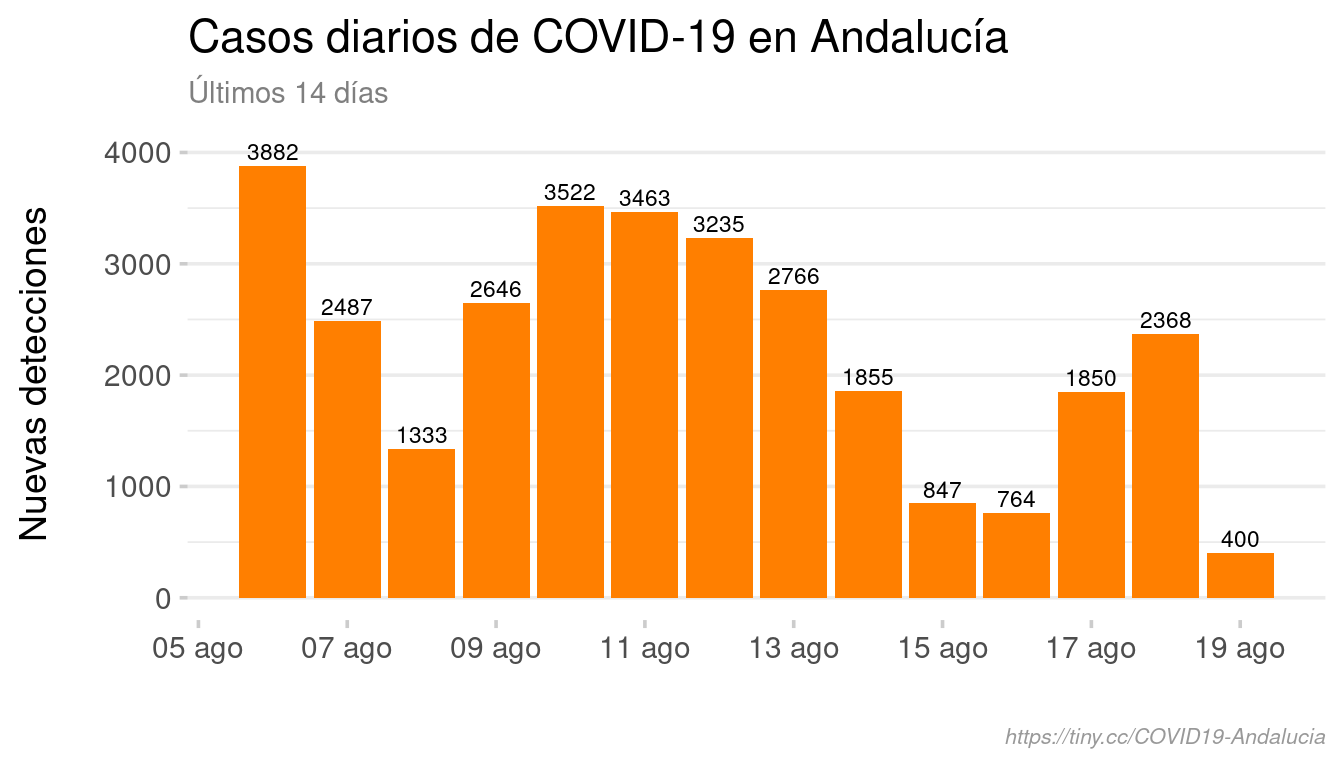 Casos diarios de COVID-19 en Andalucía
Últimos 14 días
Nuevas detecciones
4000
3000
2000
1000
0
3882
2487
1333
2646
3522
3463
3235
2766
1855
847
764
1850
2368
400
05 ago
07 ago
09 ago
11 ago
13 ago
15 ago
17 ago
19 ago
https://tiny.cc/COVID19-Andalucia